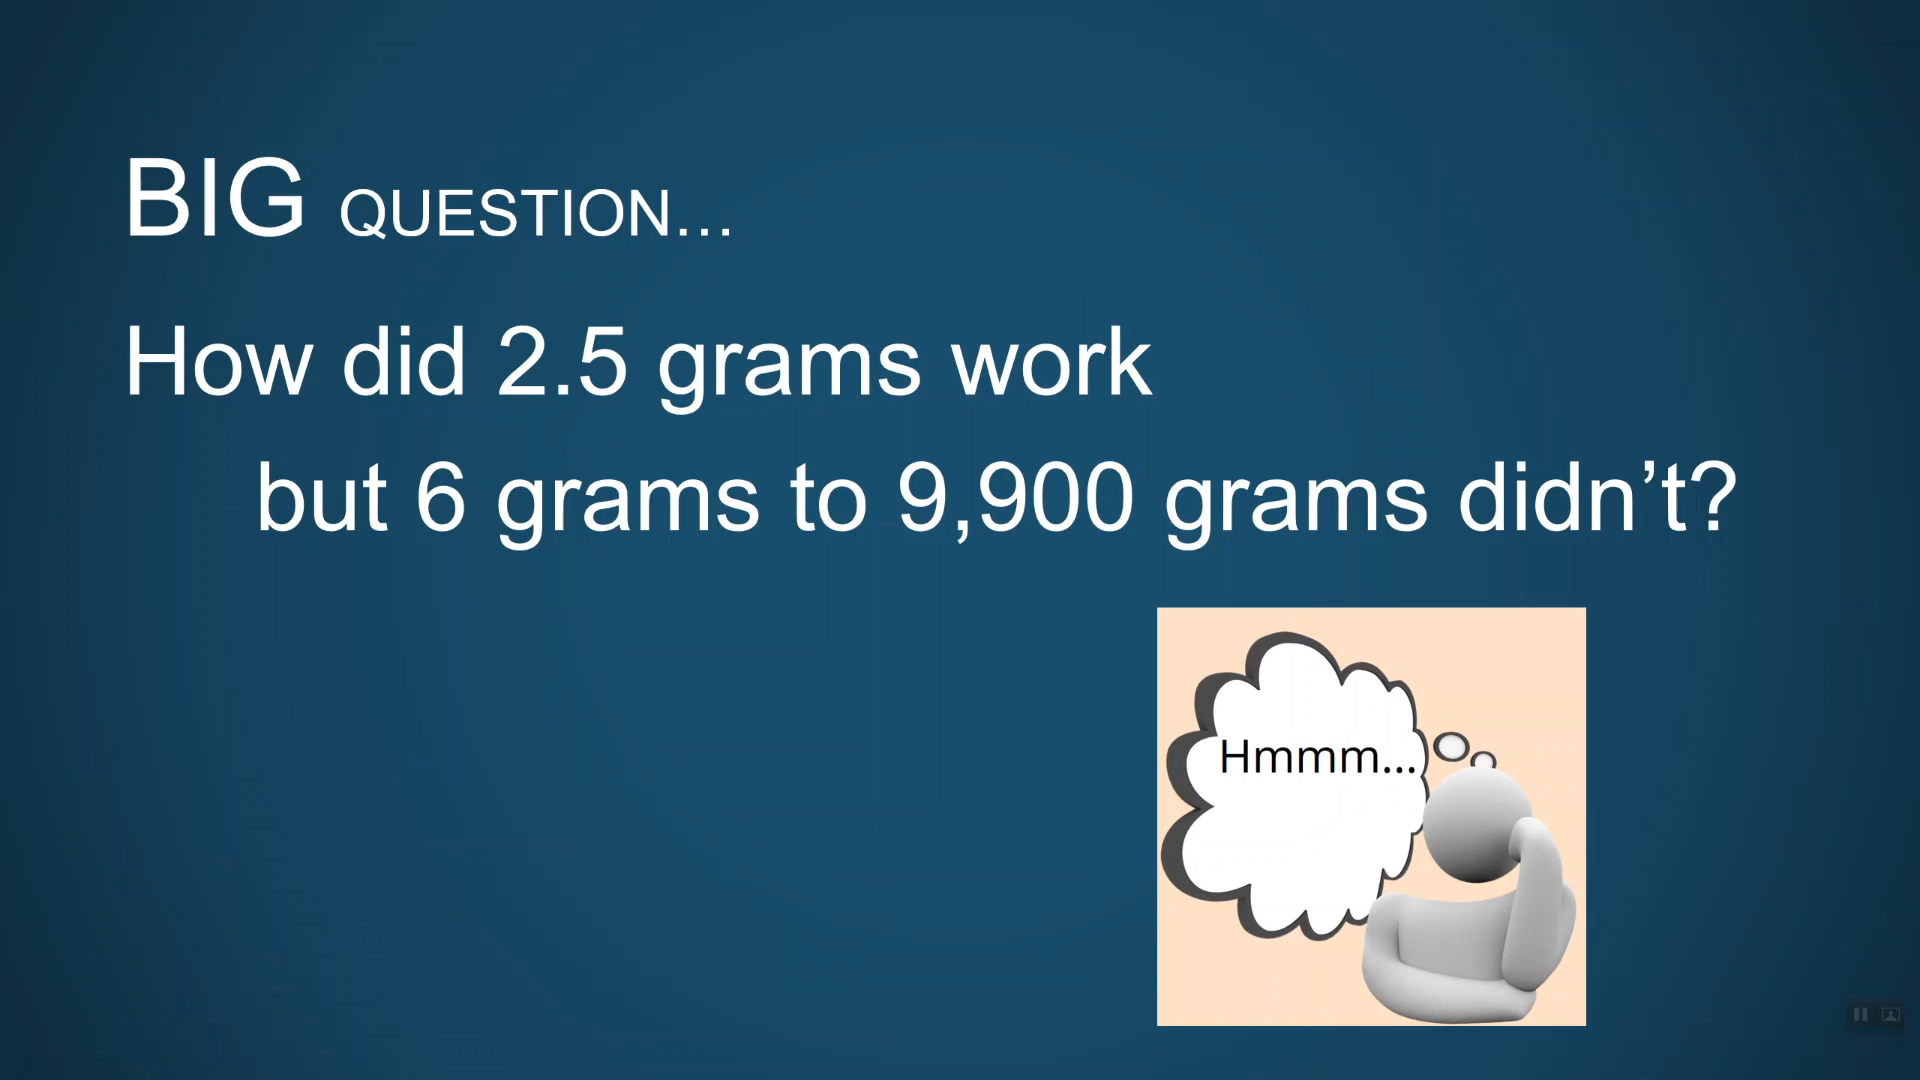 BIG QUESTION…
How did 2.5 grams work
but 6 grams to 9,900 grams didn’t?
Hmmm...